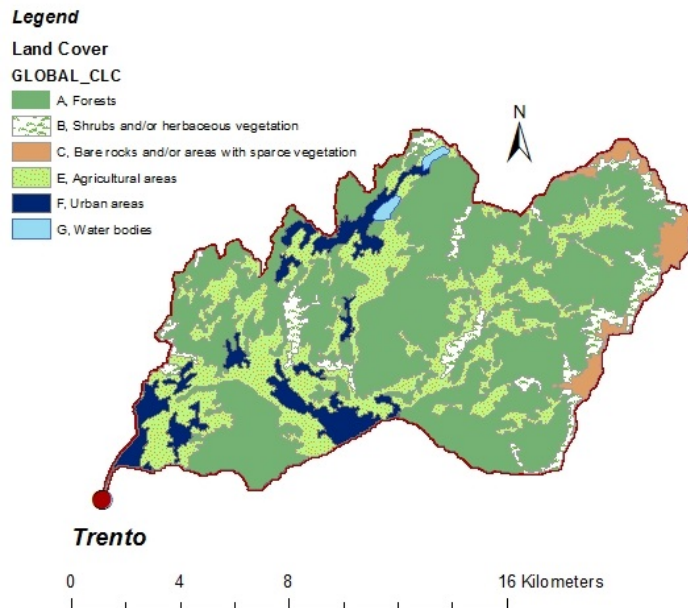 Legend
Land Cover
GLOBAL_CLC
A, Forests
B, Shrubs and/or herbaceous vegetation
C, Bare rocks and/or areas with sparce vegetation
E, Agricultural areas
F, Urban areas
G, Water bodies
N
Trento
0 4 8 16 Kilometers